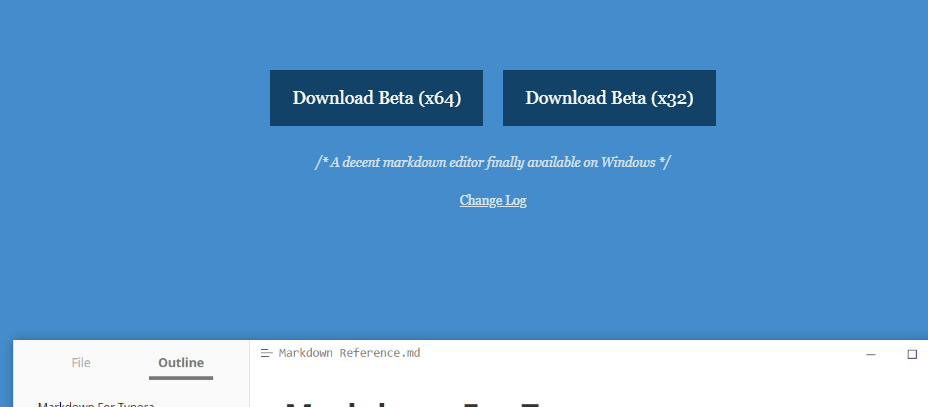 Download Beta (x64)
Download Beta (x32)
/* A decent markdown editor finally available on Windows */
Change Log
File
Outline
Markdown Reference.md
Markdown For Typora